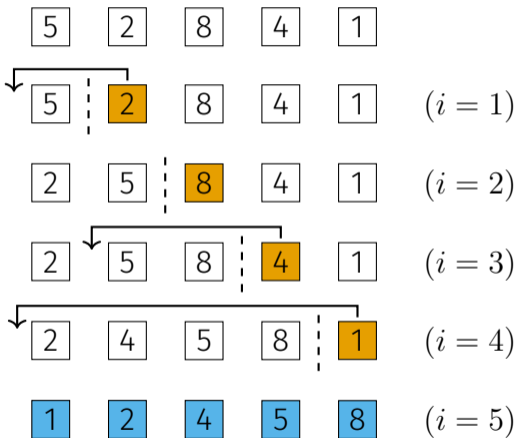 5 2 8 4 1
5 2 8 4 1 (i = 1)
2 5 8 4 1 (i = 2)
2 5 8 4 1 (i = 3)
2 4 5 8 1 (i = 4)
1 2 4 5 8 (i = 5)